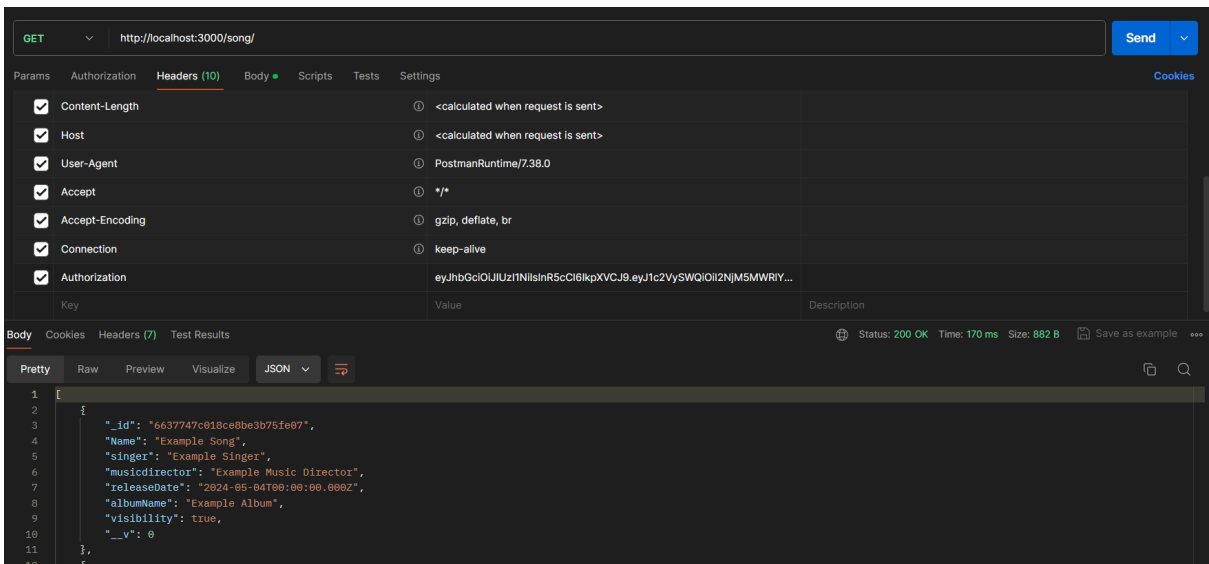 GET http://localhost:3000/song/ Send
Params Authorization Headers (10) Body Scripts Tests Settings Cookies
Content-Length <calculated when request is sent>
Host <calculated when request is sent>
User-Agent PostmanRuntime/7.38.0
Accept */*
Accept-Encoding gzip, deflate, br
Connection keep-alive
Authorization eyJhbGciOiJIUzI1NiIsInR5cCI6IkpXVCJ9.eyJ1c2VySWQiOiI2NjM5MWRlY...
Key Value Description
Body Cookies Headers (7) Test Results Status: 200 OK Time: 170 ms Size: 882 B Save as example
Pretty Raw Preview Visualize JSON
1 [
2 {
3 "_id": "6637747c018ce8be3b75fe07",
4 "Name": "Example Song",
5 "singer": "Example Singer",
6 "musicdirector": "Example Music Director",
7 "releaseDate": "2024-05-04T00:00:00.000Z",
8 "albumName": "Example Album",
9 "visibility": true,
10 "__v": 0
11 },